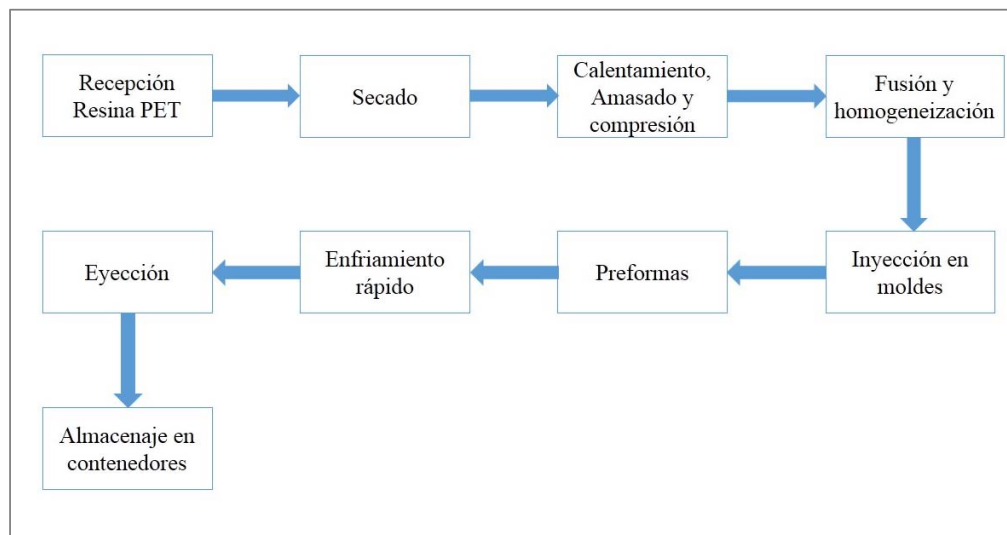 Recepción
Resina PET
Secado
Calentamiento,
Amasado y
compresión
Fusión y
homogeneización
Inyección en
moldes
Preformas
Enfriamiento
rápido
Eyección
Almacenaje en
contenedores